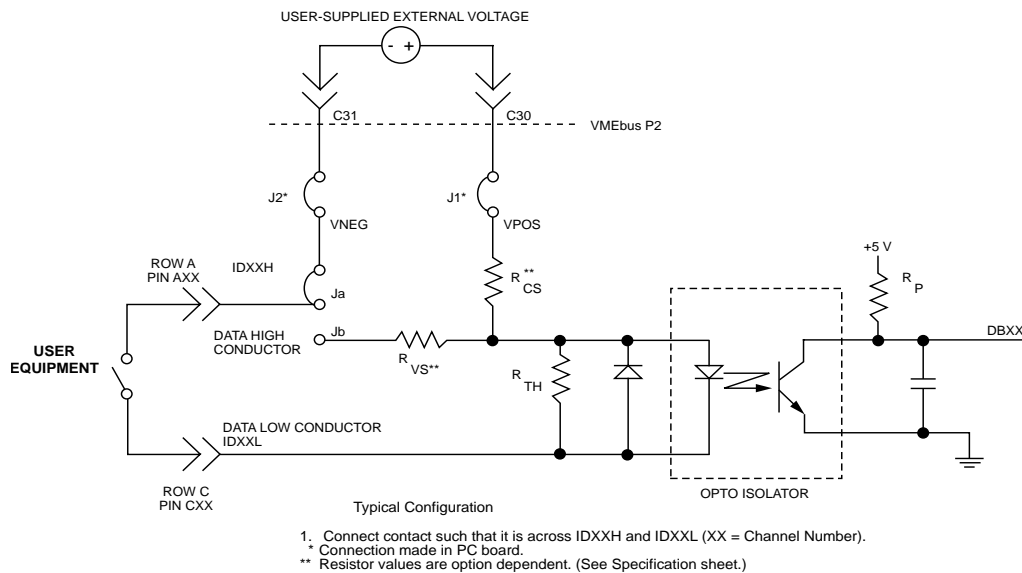 USER-SUPPLIED EXTERNAL VOLTAGE
- +
C31
C30
VMEbus P2
J2*
J1*
VNEG
VPOS
ROW A
PIN AXX
IDXXH
Ja
R CS**
+5 V
R P
DATA HIGH
CONDUCTOR
Jb
DBXX
USER
EQUIPMENT
R VS**
R TH
DATA LOW CONDUCTOR
IDXXL
ROW C
PIN CXX
OPTO ISOLATOR
Typical Configuration
1. Connect contact such that it is across IDXXH and IDXXL (XX = Channel Number).
* Connection made in PC board.
** Resistor values are option dependent. (See Specification sheet.)